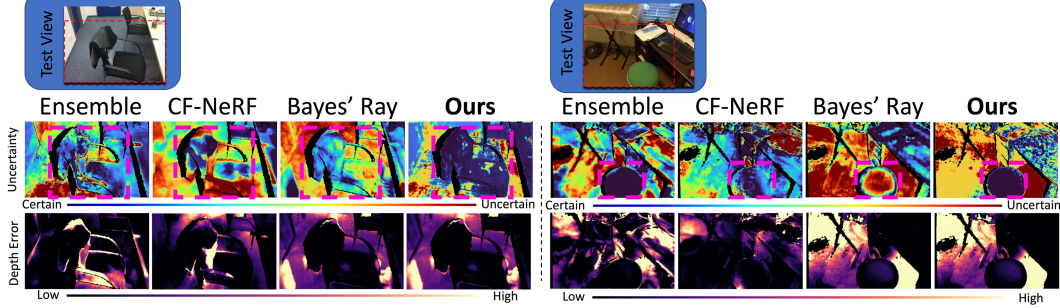 Test View
Ensemble CF-NeRF Bayes' Ray Ours
Uncertainty
Certain Uncertain
Depth Error
Low High
Test View
Ensemble CF-NeRF Bayes' Ray Ours
Certain Uncertain
Low High